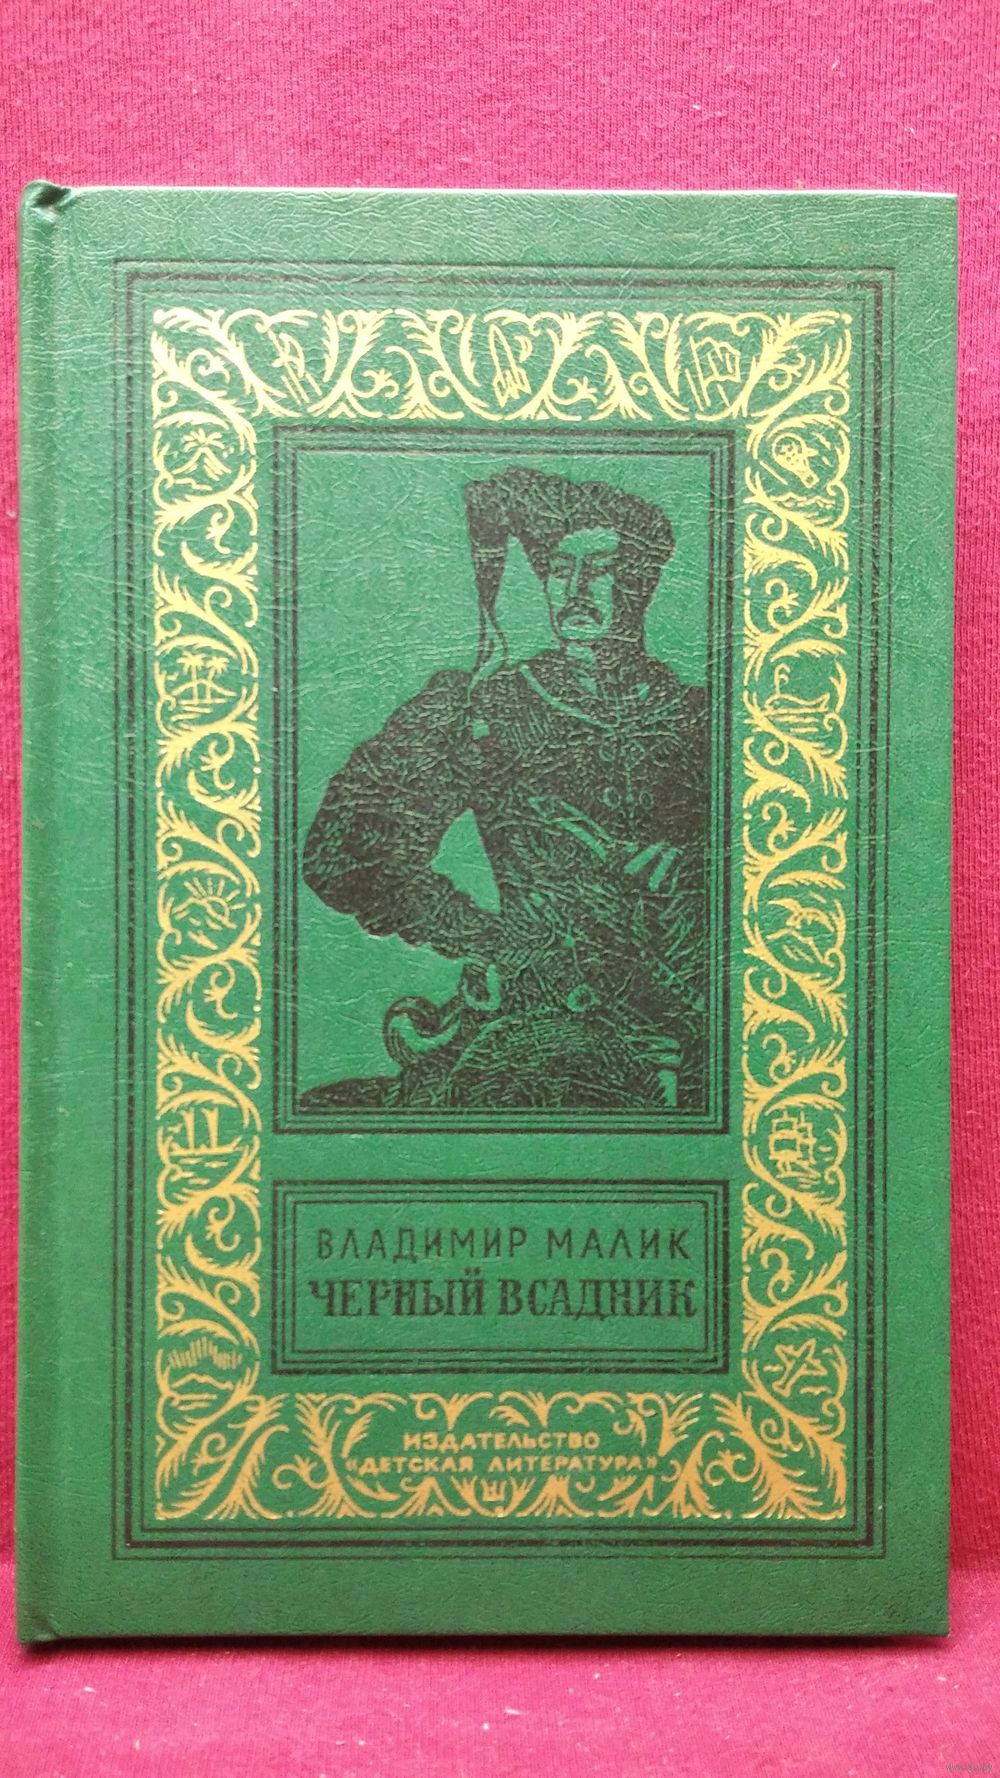 ВЛАДИМИР МАЛИК
ЧЕРНЫЙ ВСАДНИК
ИЗДАТЕЛЬСТВО
«ДЕТСКАЯ ЛИТЕРАТУРА»